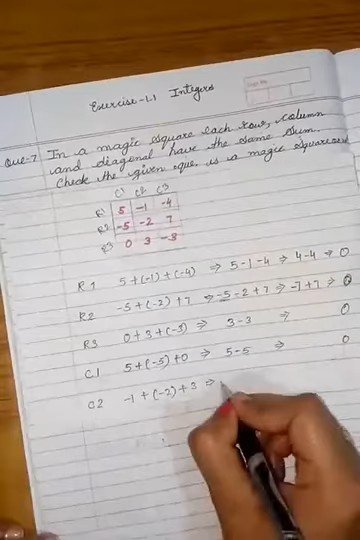 Exercise-1.1 Integers
Que-7 In a magic square each row, column
and diagonal have the same sum.
Check the given que. is a magic square or
C1 C2 C3
R1 5 -1 -4
R2 -5 -2 7
R3 0 3 -3
R1 5+(-1)+(-4) ⇒ 5-1-4 ⇒ 4-4 ⇒ 0
R2 -5+(-2)+7 ⇒ -5-2+7 ⇒ -7+7 ⇒ 0
R3 0+3+(-3) ⇒ 3-3 ⇒ 0
C1 5+(-5)+0 ⇒ 5-5 ⇒ 0
C2 -1+(-2)+3 ⇒